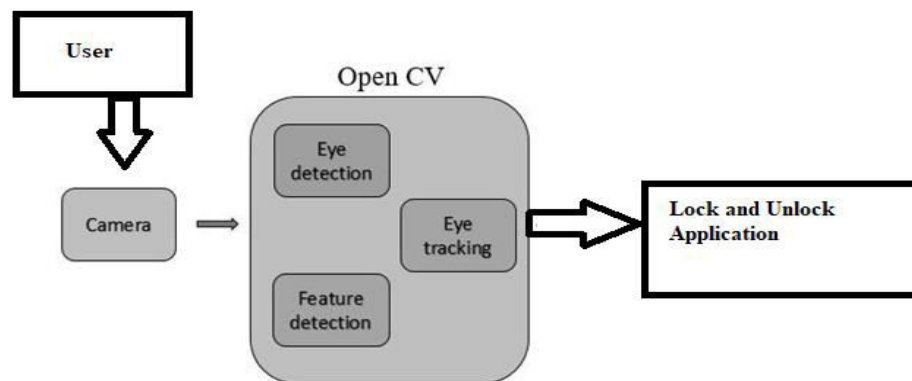 User
Open CV
Eye
detection
Camera
Eye
tracking
Feature
detection
Lock and Unlock
Application